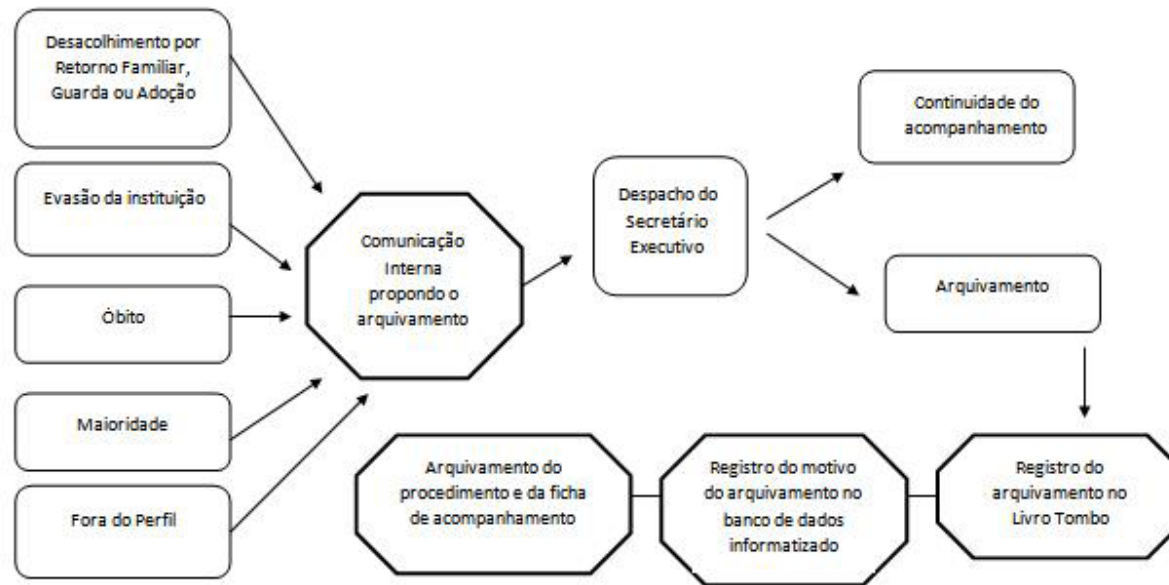 Desacolhimento por
Retorno Familiar,
Guarda ou Adoção
Evasão da instituição
Óbito
Maioridade
Fora do Perfil
Comunicação
Interna
propondo o
arquivamento
Despacho do
Secretário
Executivo
Continuidade do
acompanhamento
Arquivamento
Registro do
arquivamento no
Livro Tombo
Registro do motivo
do arquivamento no
banco de dados
informatizado
Arquivamento do
procedimento e da ficha
de acompanhamento